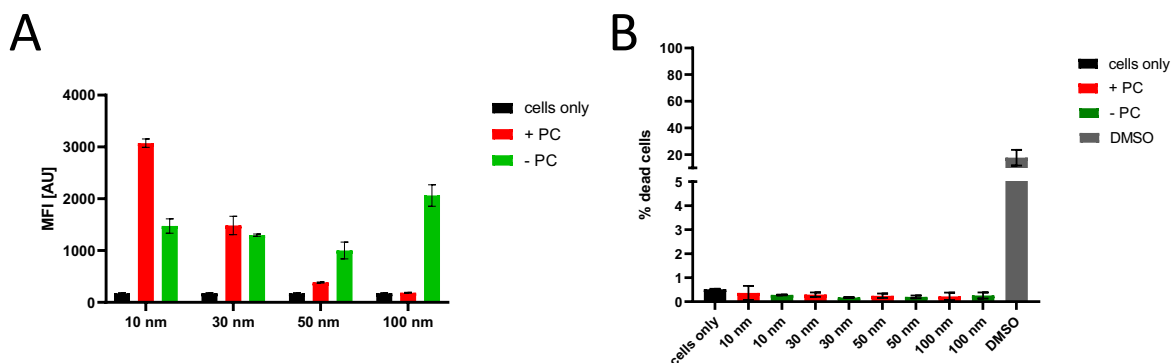 A
MFI [AU]
4000
3000
2000
1000
0
10 nm
30 nm
50 nm
100 nm
cells only
+ PC
- PC
B
% dead cells
100
80
60
40
20
5
4
3
2
1
0
cells only
10 nm
10 nm
30 nm
30 nm
50 nm
50 nm
100 nm
100 nm
DMSO
cells only
+ PC
- PC
DMSO